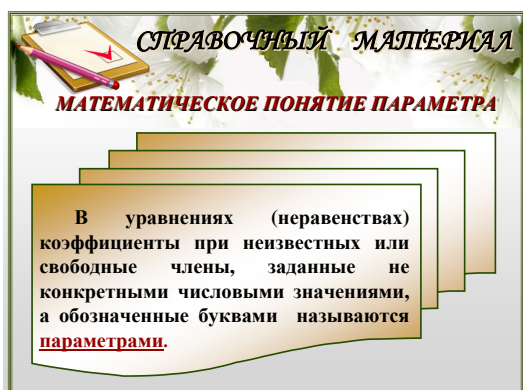 СПРАВОЧНЫЙ МАТЕРИАЛ
МАТЕМАТИЧЕСКОЕ ПОНЯТИЕ ПАРАМЕТРА
В уравнениях (неравенствах)
коэффициенты при неизвестных или
свободные члены, заданные не
конкретными числовыми значениями,
а обозначенные буквами называются
параметрами.